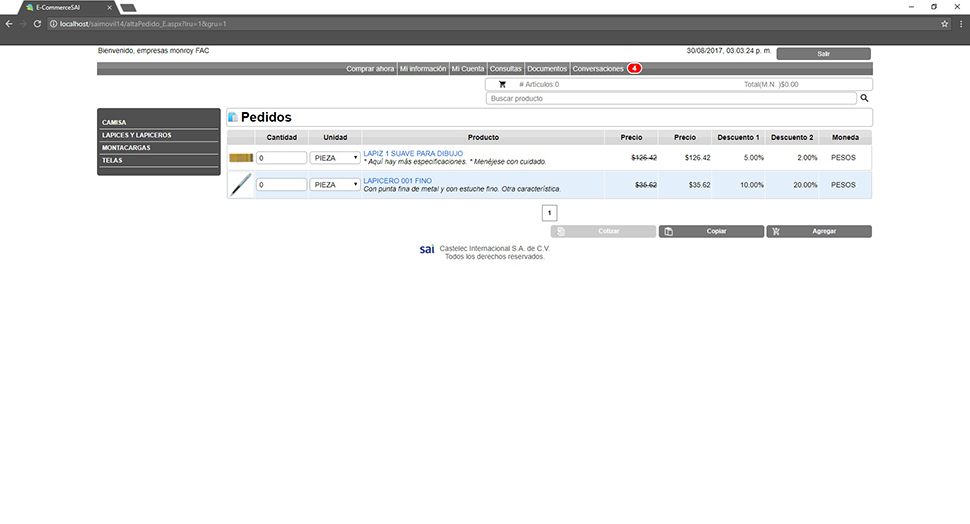 E-CommerceSAI
localhost/saimovil14/altaPedido_E.aspx?lru=1&gru=1
Bienvenido, empresas monroy FAC
30/08/2017, 03:03:24 p. m.
Salir
Comprar ahora
Mi información
Mi Cuenta
Consultas
Documentos
Conversaciones
4
# Artículos:0
Total(M.N. )$0.00
Buscar producto
CAMISA
LAPICES Y LAPICEROS
MONTACARGAS
TELAS
Pedidos
Cantidad Unidad Producto Precio Precio Descuento 1 Descuento 2 Moneda
0 PIEZA LAPIZ 1 SUAVE PARA DIBUJO $126.42 $126.42 5.00% 2.00% PESOS
* Aquí hay más especificaciones. * Menéjese con cuidado.
0 PIEZA LAPICERO 001 FINO $35.62 $35.62 10.00% 20.00% PESOS
Con punta fina de metal y con estuche fino. Otra característica.
1
Cotizar
Copiar
Agregar
sai Castelec Internacional S.A. de C.V.
Todos los derechos reservados.